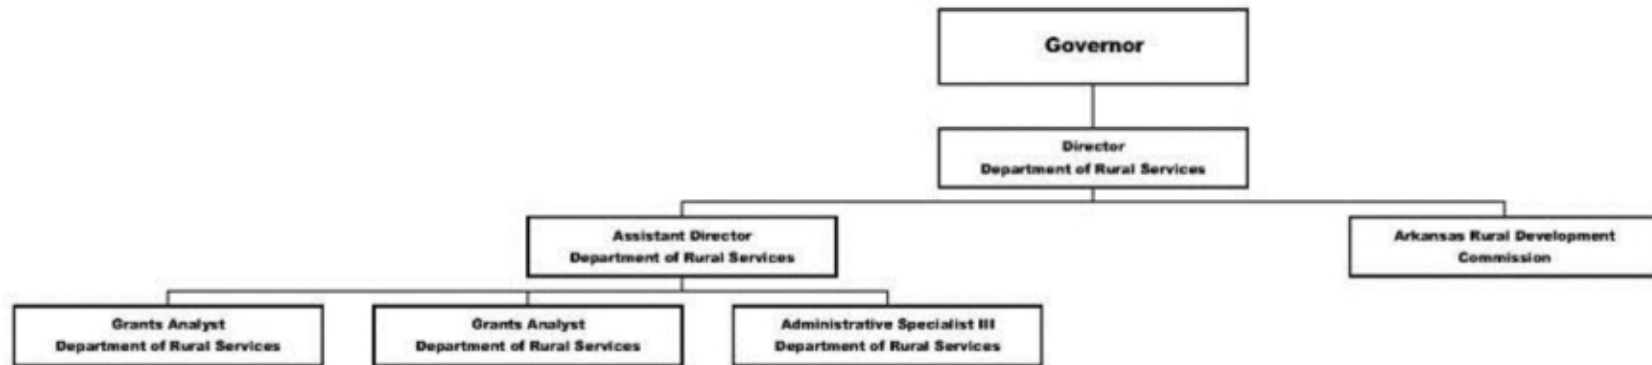 Governor
Director
Department of Rural Services
Assistant Director
Department of Rural Services
Arkansas Rural Development
Commission
Grants Analyst
Department of Rural Services
Grants Analyst
Department of Rural Services
Administrative Specialist III
Department of Rural Services